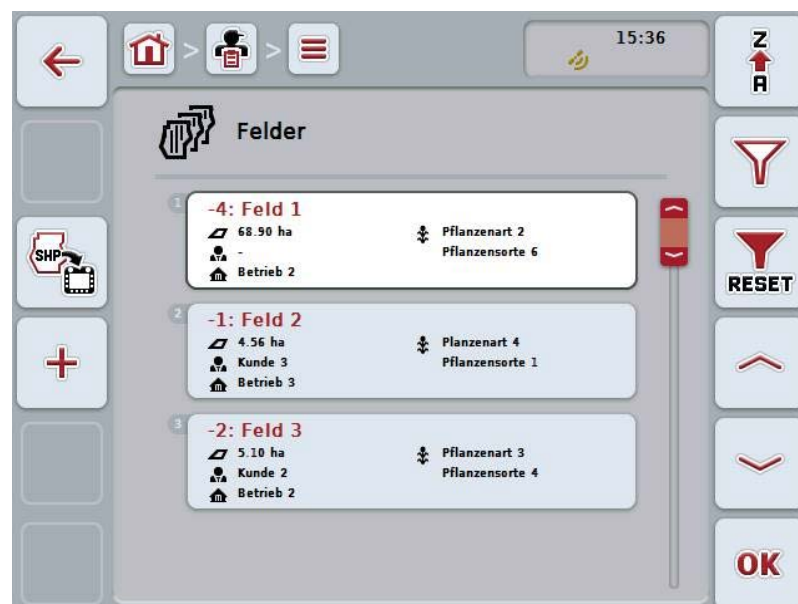 15:36
Z
A
Felder
1
-4: Feld 1
68.90 ha
Pflanzenart 2
-
Pflanzensorte 6
Betrieb 2
SHP
RESET
2
-1: Feld 2
4.56 ha
Planzenart 4
Kunde 3
Pflanzensorte 1
Betrieb 3
3
-2: Feld 3
5.10 ha
Pflanzenart 3
Kunde 2
Pflanzensorte 4
Betrieb 2
OK